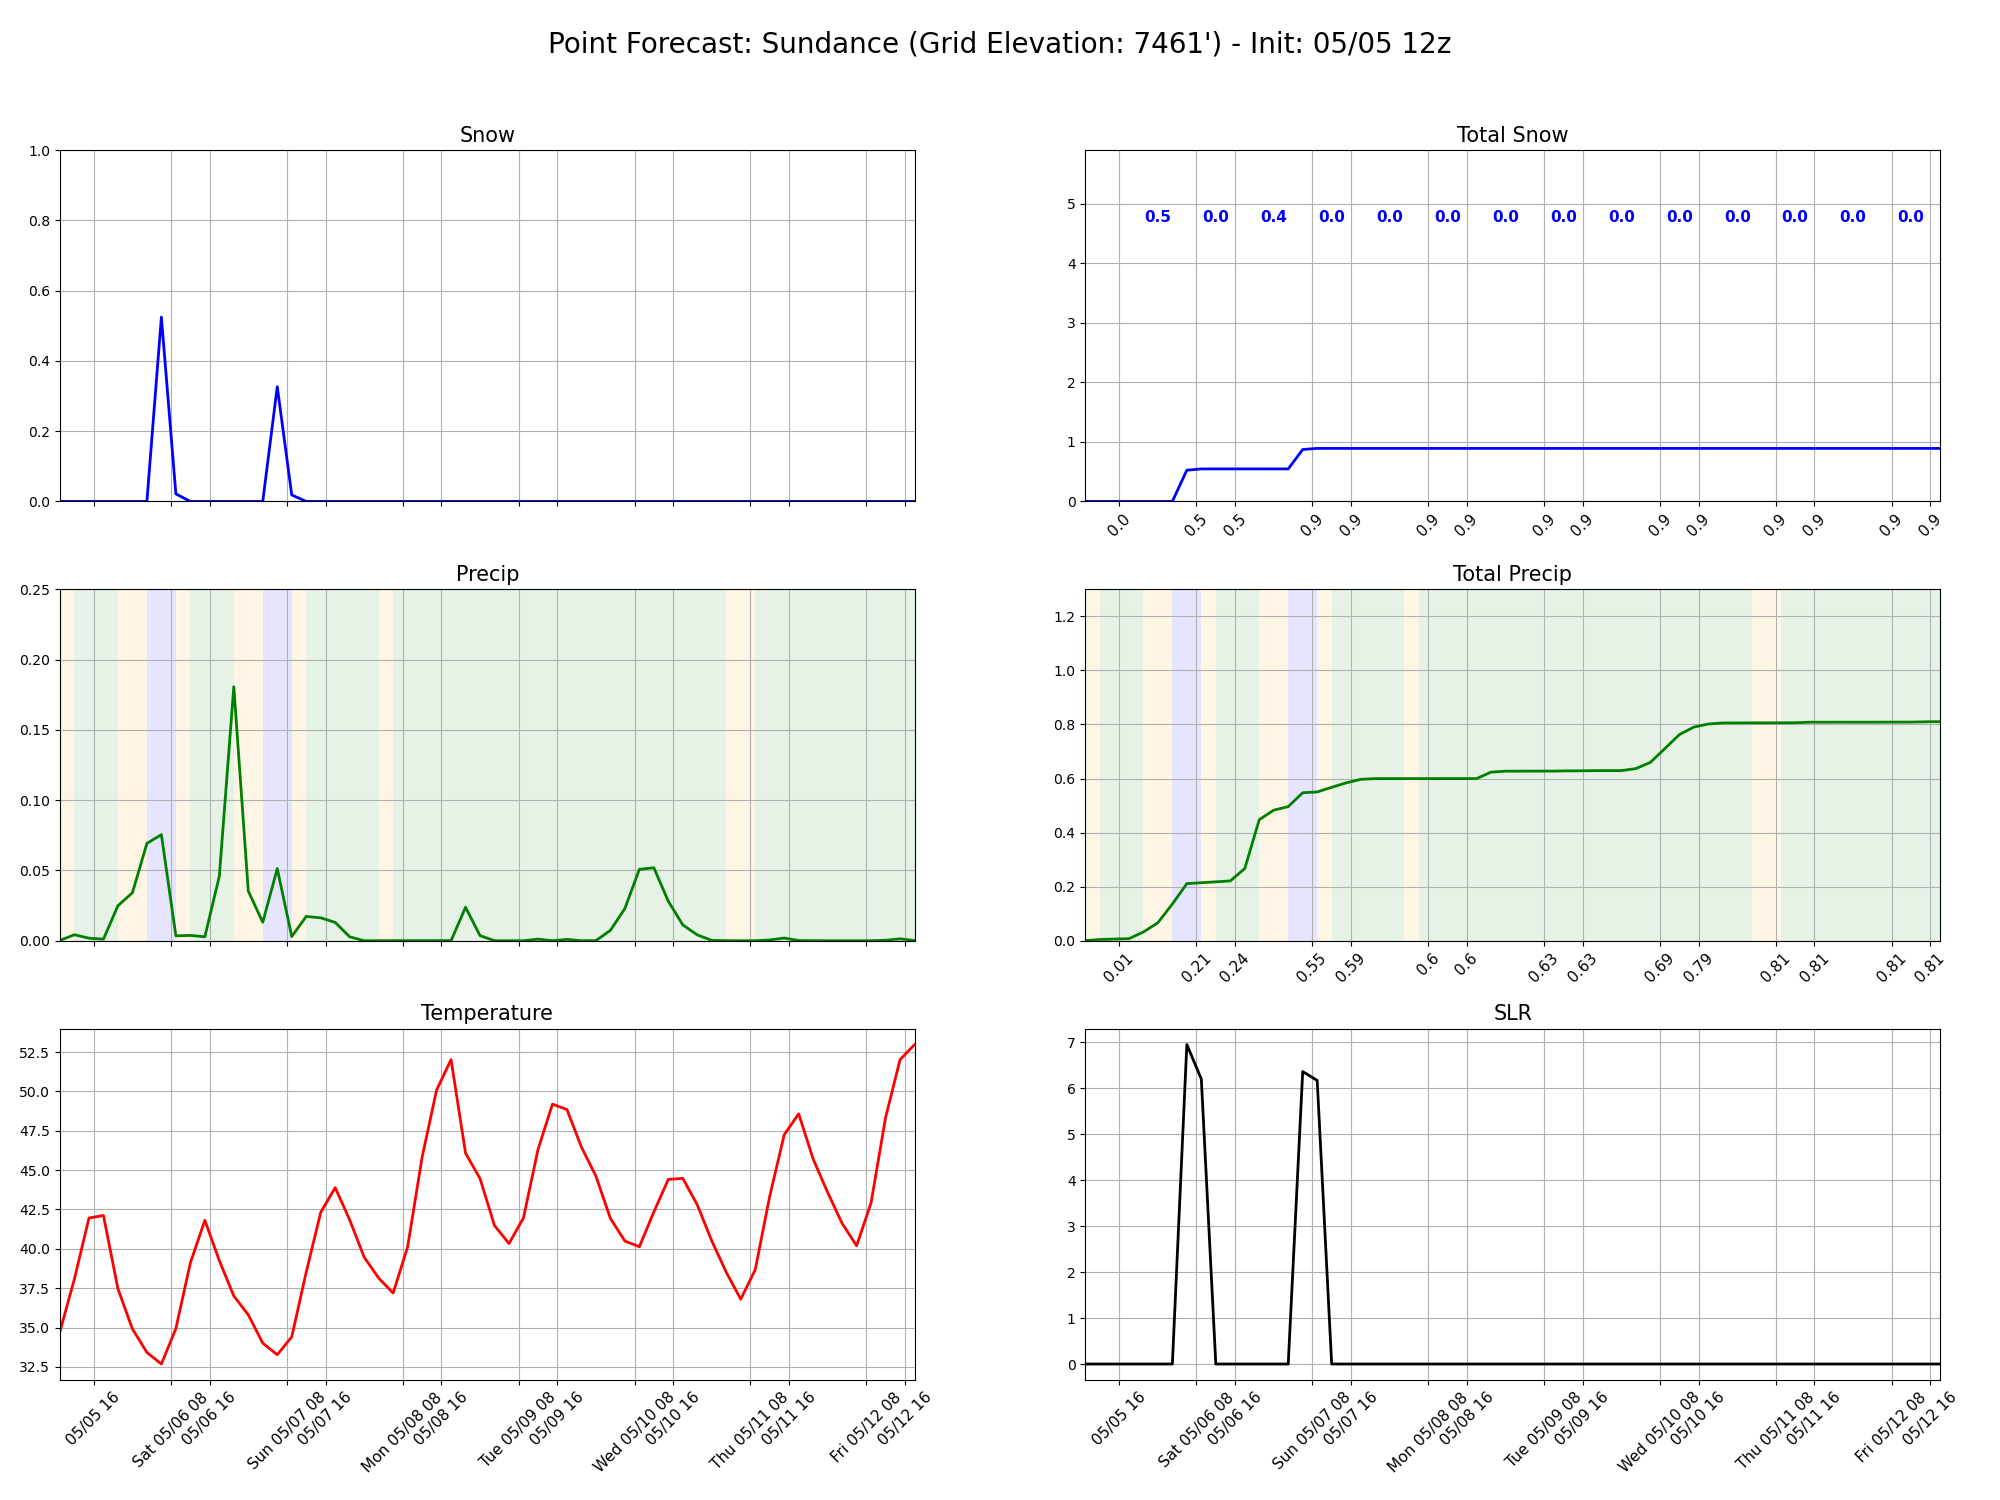 Point Forecast: Sundance (Grid Elevation: 7461') - Init: 05/05 12z
Snow
1.0
0.8
0.6
0.4
0.2
0.0
Total Snow
5
4
3
2
1
0
0.5 0.0 0.4 0.0 0.0 0.0 0.0 0.0 0.0 0.0 0.0 0.0 0.0 0.0
0.0 0.5 0.5 0.9 0.9 0.9 0.9 0.9 0.9 0.9 0.9 0.9 0.9 0.9 0.9
Precip
0.25
0.20
0.15
0.10
0.05
0.00
Total Precip
1.2
1.0
0.8
0.6
0.4
0.2
0.0
0.01 0.21 0.24 0.55 0.59 0.6 0.6 0.63 0.63 0.69 0.79 0.81 0.81 0.81 0.81
Temperature
52.5
50.0
47.5
45.0
42.5
40.0
37.5
35.0
32.5
05/05 16
Sat 05/06 08
05/06 16
Sun 05/07 08
05/07 16
Mon 05/08 08
05/08 16
Tue 05/09 08
05/09 16
Wed 05/10 08
05/10 16
Thu 05/11 08
05/11 16
Fri 05/12 08
05/12 16
SLR
7
6
5
4
3
2
1
0
05/05 16
Sat 05/06 08
05/06 16
Sun 05/07 08
05/07 16
Mon 05/08 08
05/08 16
Tue 05/09 08
05/09 16
Wed 05/10 08
05/10 16
Thu 05/11 08
05/11 16
Fri 05/12 08
05/12 16